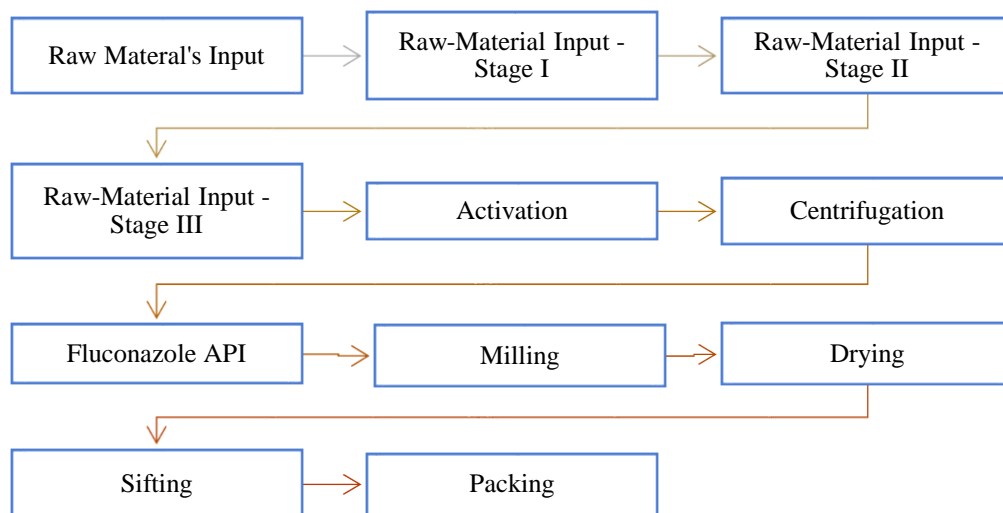 Raw Materal's Input
Raw-Material Input -
Stage I
Raw-Material Input -
Stage II
Raw-Material Input -
Stage III
Activation
Centrifugation
Fluconazole API
Milling
Drying
Sifting
Packing